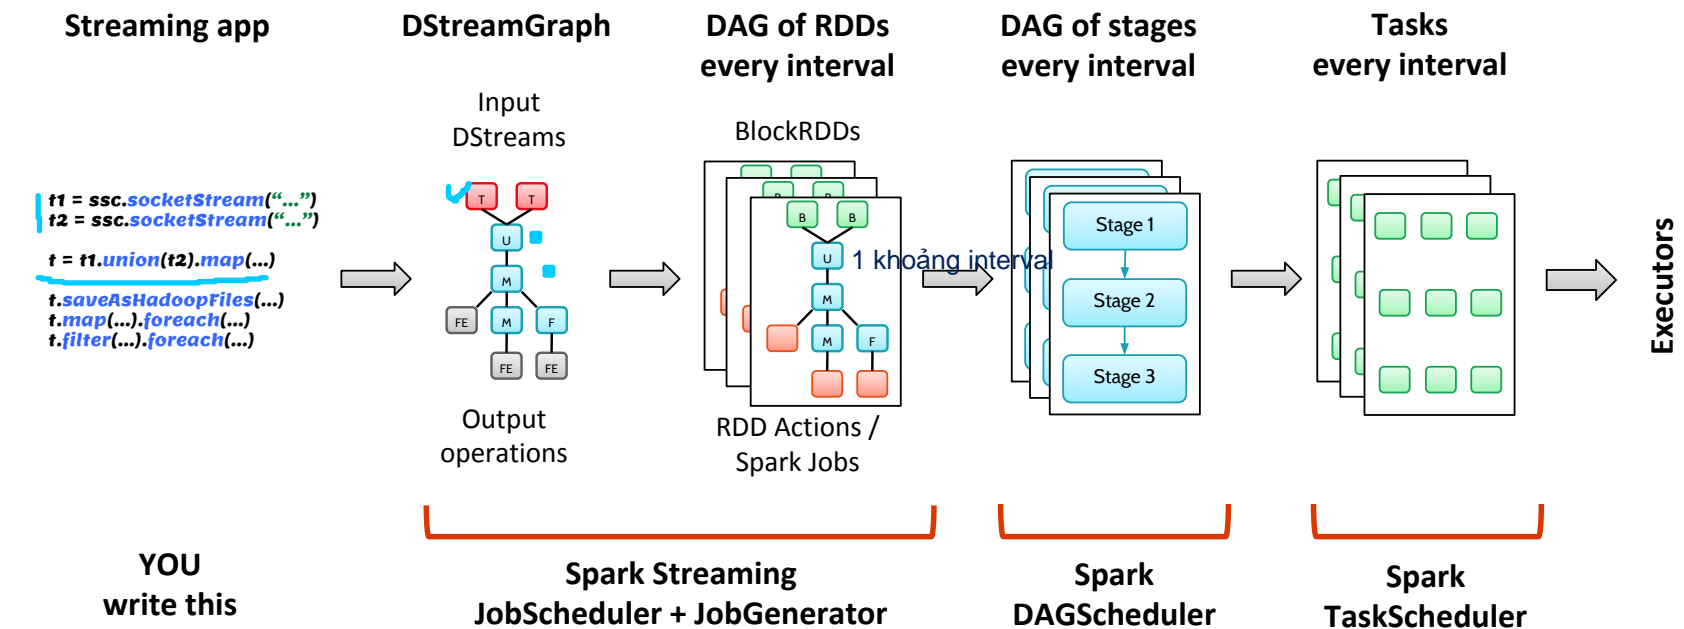 Streaming app
DStreamGraph
DAG of RDDs
every interval
DAG of stages
every interval
Tasks
every interval
Input
DStreams
BlockRDDs
t1 = ssc.socketStream("…")
t2 = ssc.socketStream("…")
t = t1.union(t2).map(…)
t.saveAsHadoopFiles(…)
t.map(…).foreach(…)
t.filter(…).foreach(…)
T T
U
M
FE M F
FE FE
B B
B B
U
M
M F
1 khoảng interval
Stage 1
Stage 2
Stage 3
Executors
Output
operations
RDD Actions /
Spark Jobs
YOU
write this
Spark Streaming
JobScheduler + JobGenerator
Spark
DAGScheduler
Spark
TaskScheduler